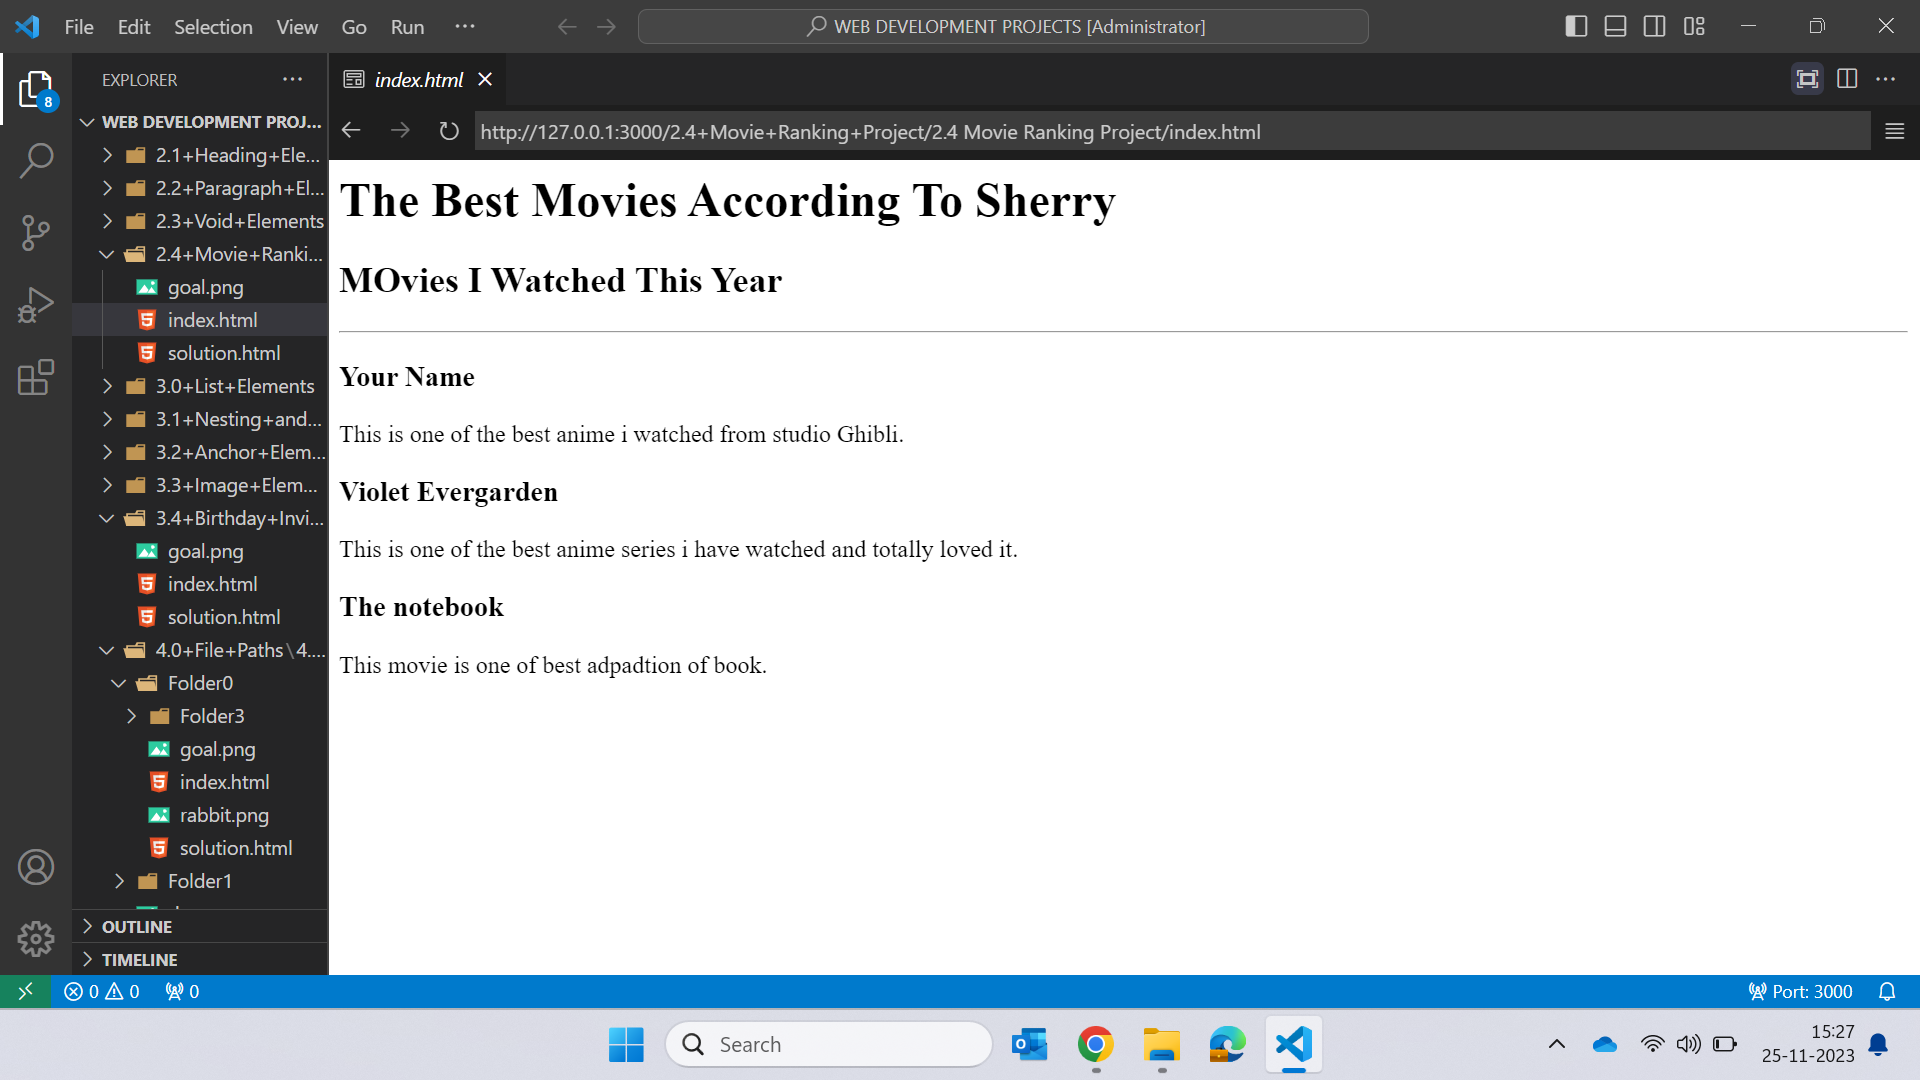 File Edit Selection View Go Run ···
WEB DEVELOPMENT PROJECTS [Administrator]
EXPLORER
index.html
8
WEB DEVELOPMENT PROJ...
http://127.0.0.1:3000/2.4+Movie+Ranking+Project/2.4 Movie Ranking Project/index.html
2.1+Heading+Ele...
2.2+Paragraph+El...
2.3+Void+Elements
2.4+Movie+Ranki...
goal.png
index.html
solution.html
3.0+List+Elements
3.1+Nesting+and...
3.2+Anchor+Elem...
3.3+Image+Elem...
3.4+Birthday+Invi...
goal.png
index.html
solution.html
4.0+File+Paths\4....
Folder0
Folder3
goal.png
index.html
rabbit.png
solution.html
Folder1
OUTLINE
TIMELINE
The Best Movies According To Sherry
MOvies I Watched This Year
Your Name
This is one of the best anime i watched from studio Ghibli.
Violet Evergarden
This is one of the best anime series i have watched and totally loved it.
The notebook
This movie is one of best adpadtion of book.
0 0 0
Port: 3000
Search
15:27
25-11-2023